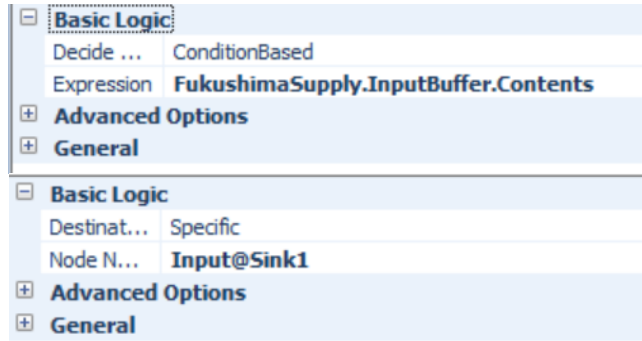 Basic Logic
Decide ... ConditionBased
Expression FukushimaSupply.InputBuffer.Contents
Advanced Options
General
Basic Logic
Destinat... Specific
Node N... Input@Sink1
Advanced Options
General